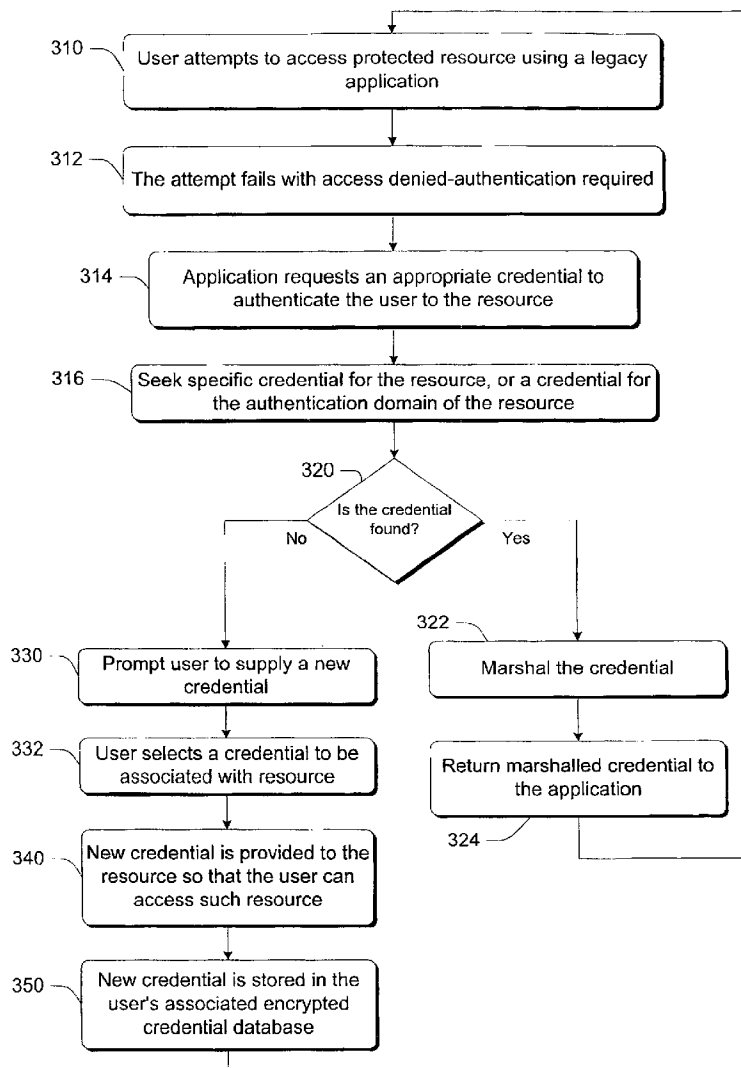 310
User attempts to access protected resource using a legacy
application
312
The attempt fails with access denied-authentication required
314
Application requests an appropriate credential to
authenticate the user to the resource
316
Seek specific credential for the resource, or a credential for
the authentication domain of the resource
320
Is the credential
found?
No
Yes
330
Prompt user to supply a new
credential
332
User selects a credential to be
associated with resource
340
New credential is provided to the
resource so that the user can
access such resource
350
New credential is stored in the
user's associated encrypted
credential database
322
Marshal the credential
Return marshalled credential to
the application
324